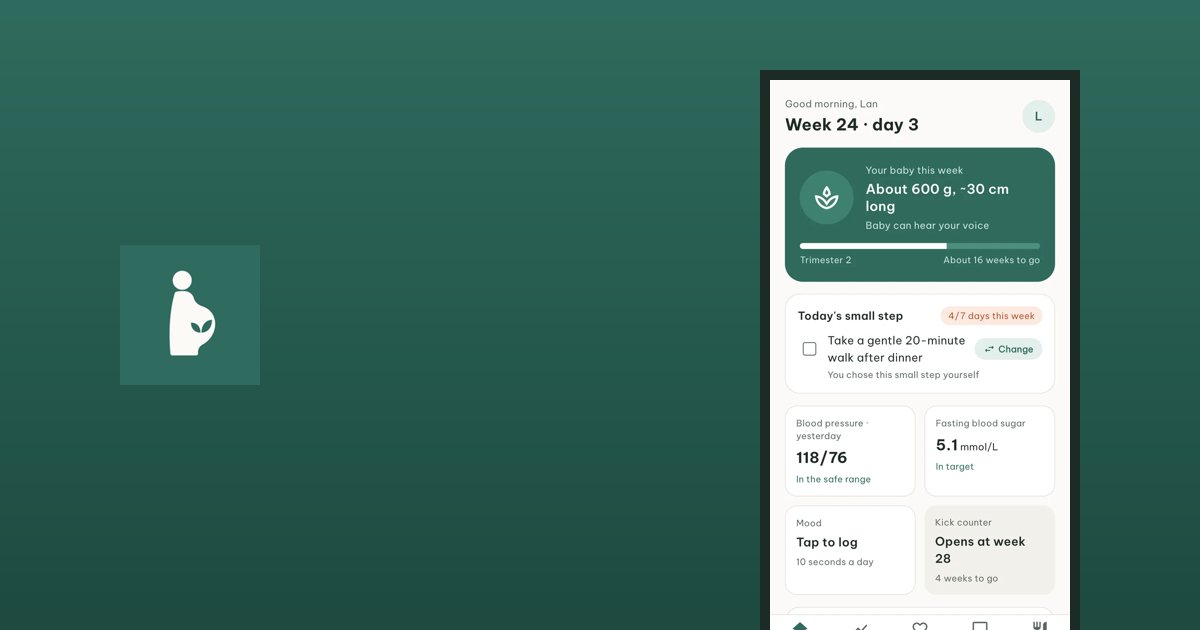 Good morning, Lan
Week 24 · day 3
L
Your baby this week
About 600 g, ~30 cm
long
Baby can hear your voice
Trimester 2
About 16 weeks to go
Today's small step
4/7 days this week
Take a gentle 20-minute
walk after dinner
Change
You chose this small step yourself
Blood pressure ·
yesterday
118/76
In the safe range
Fasting blood sugar
5.1 mmol/L
In target
Mood
Tap to log
10 seconds a day
Kick counter
Opens at week
28
4 weeks to go